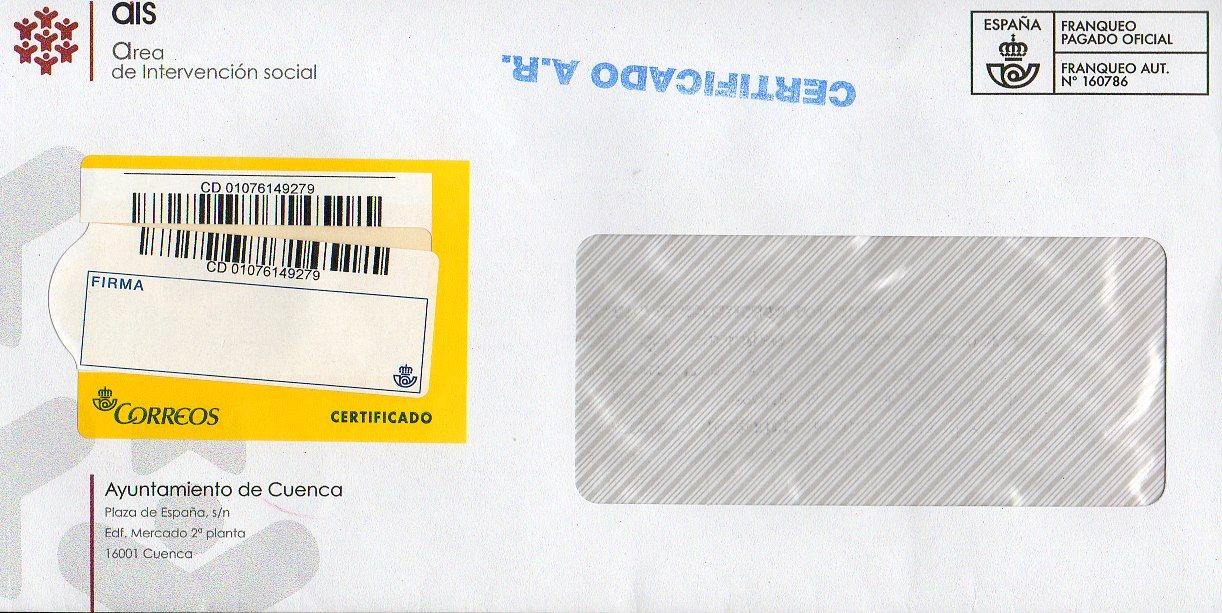 ais
área
de Intervención social
CERTIFICADO A.R.
ESPAÑA
FRANQUEO
PAGADO OFICIAL
FRANQUEO AUT.
Nº 160786
CD 01076149279
CD 01076149279
FIRMA
CORREOS
CERTIFICADO
Ayuntamiento de Cuenca
Plaza de España, s/n
Edf. Mercado 2ª planta
16001 Cuenca